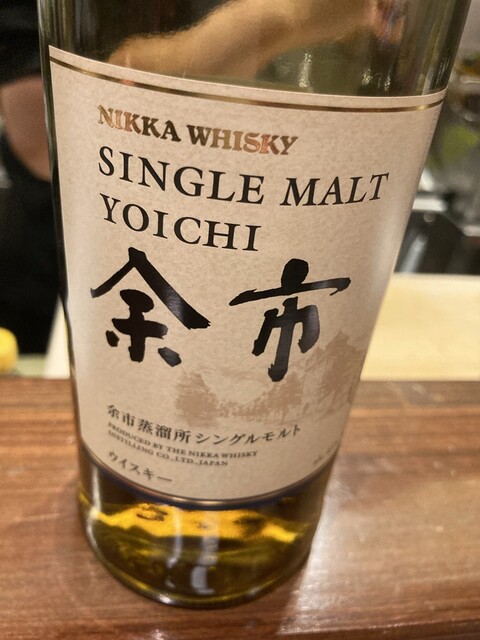 NIKKA WHISKY
SINGLE MALT
YOICHI
余市
余市蒸溜所シングルモルト
PRODUCED BY THE NIKKA WHISKY
DISTILLING CO.,LTD.,JAPAN
ウイスキー